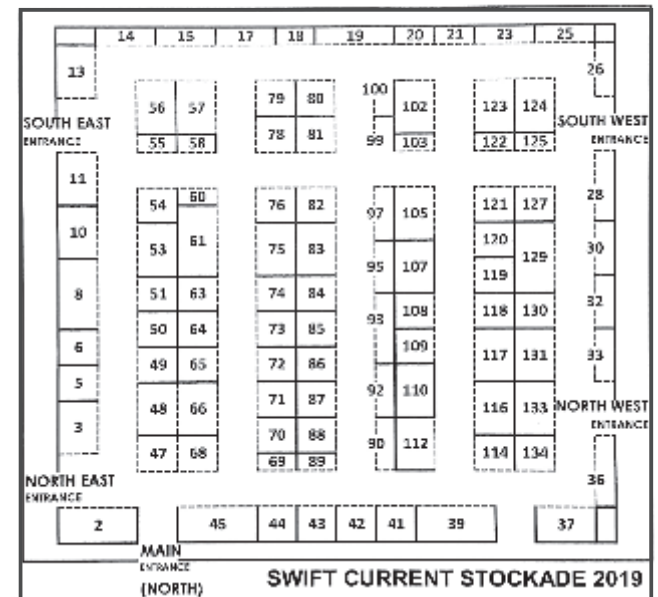 14 15 17 18 19 20 21 23 25
13 26
56 57 79 80 100 102 123 124
SOUTH EAST SOUTH WEST
ENTRANCE 55 58 78 81 99 103 122 125 ENTRANCE
11 28
54 60 76 82 97 105 121 127
10 53 61 75 83 120 129 30
95 107 119
8 51 63 74 84 93 108 118 130 32
50 64 73 85
6 49 65 72 86 109 117 131 33
5 92 110
3 48 66 71 87 116 133 NORTH WEST
ENTRANCE
47 68 70 88 90 112 114 134
69 89
NORTH EAST 36
ENTRANCE
2 45 44 43 42 41 39 37
MAIN
ENTRANCE
(NORTH) SWIFT CURRENT STOCKADE 2019